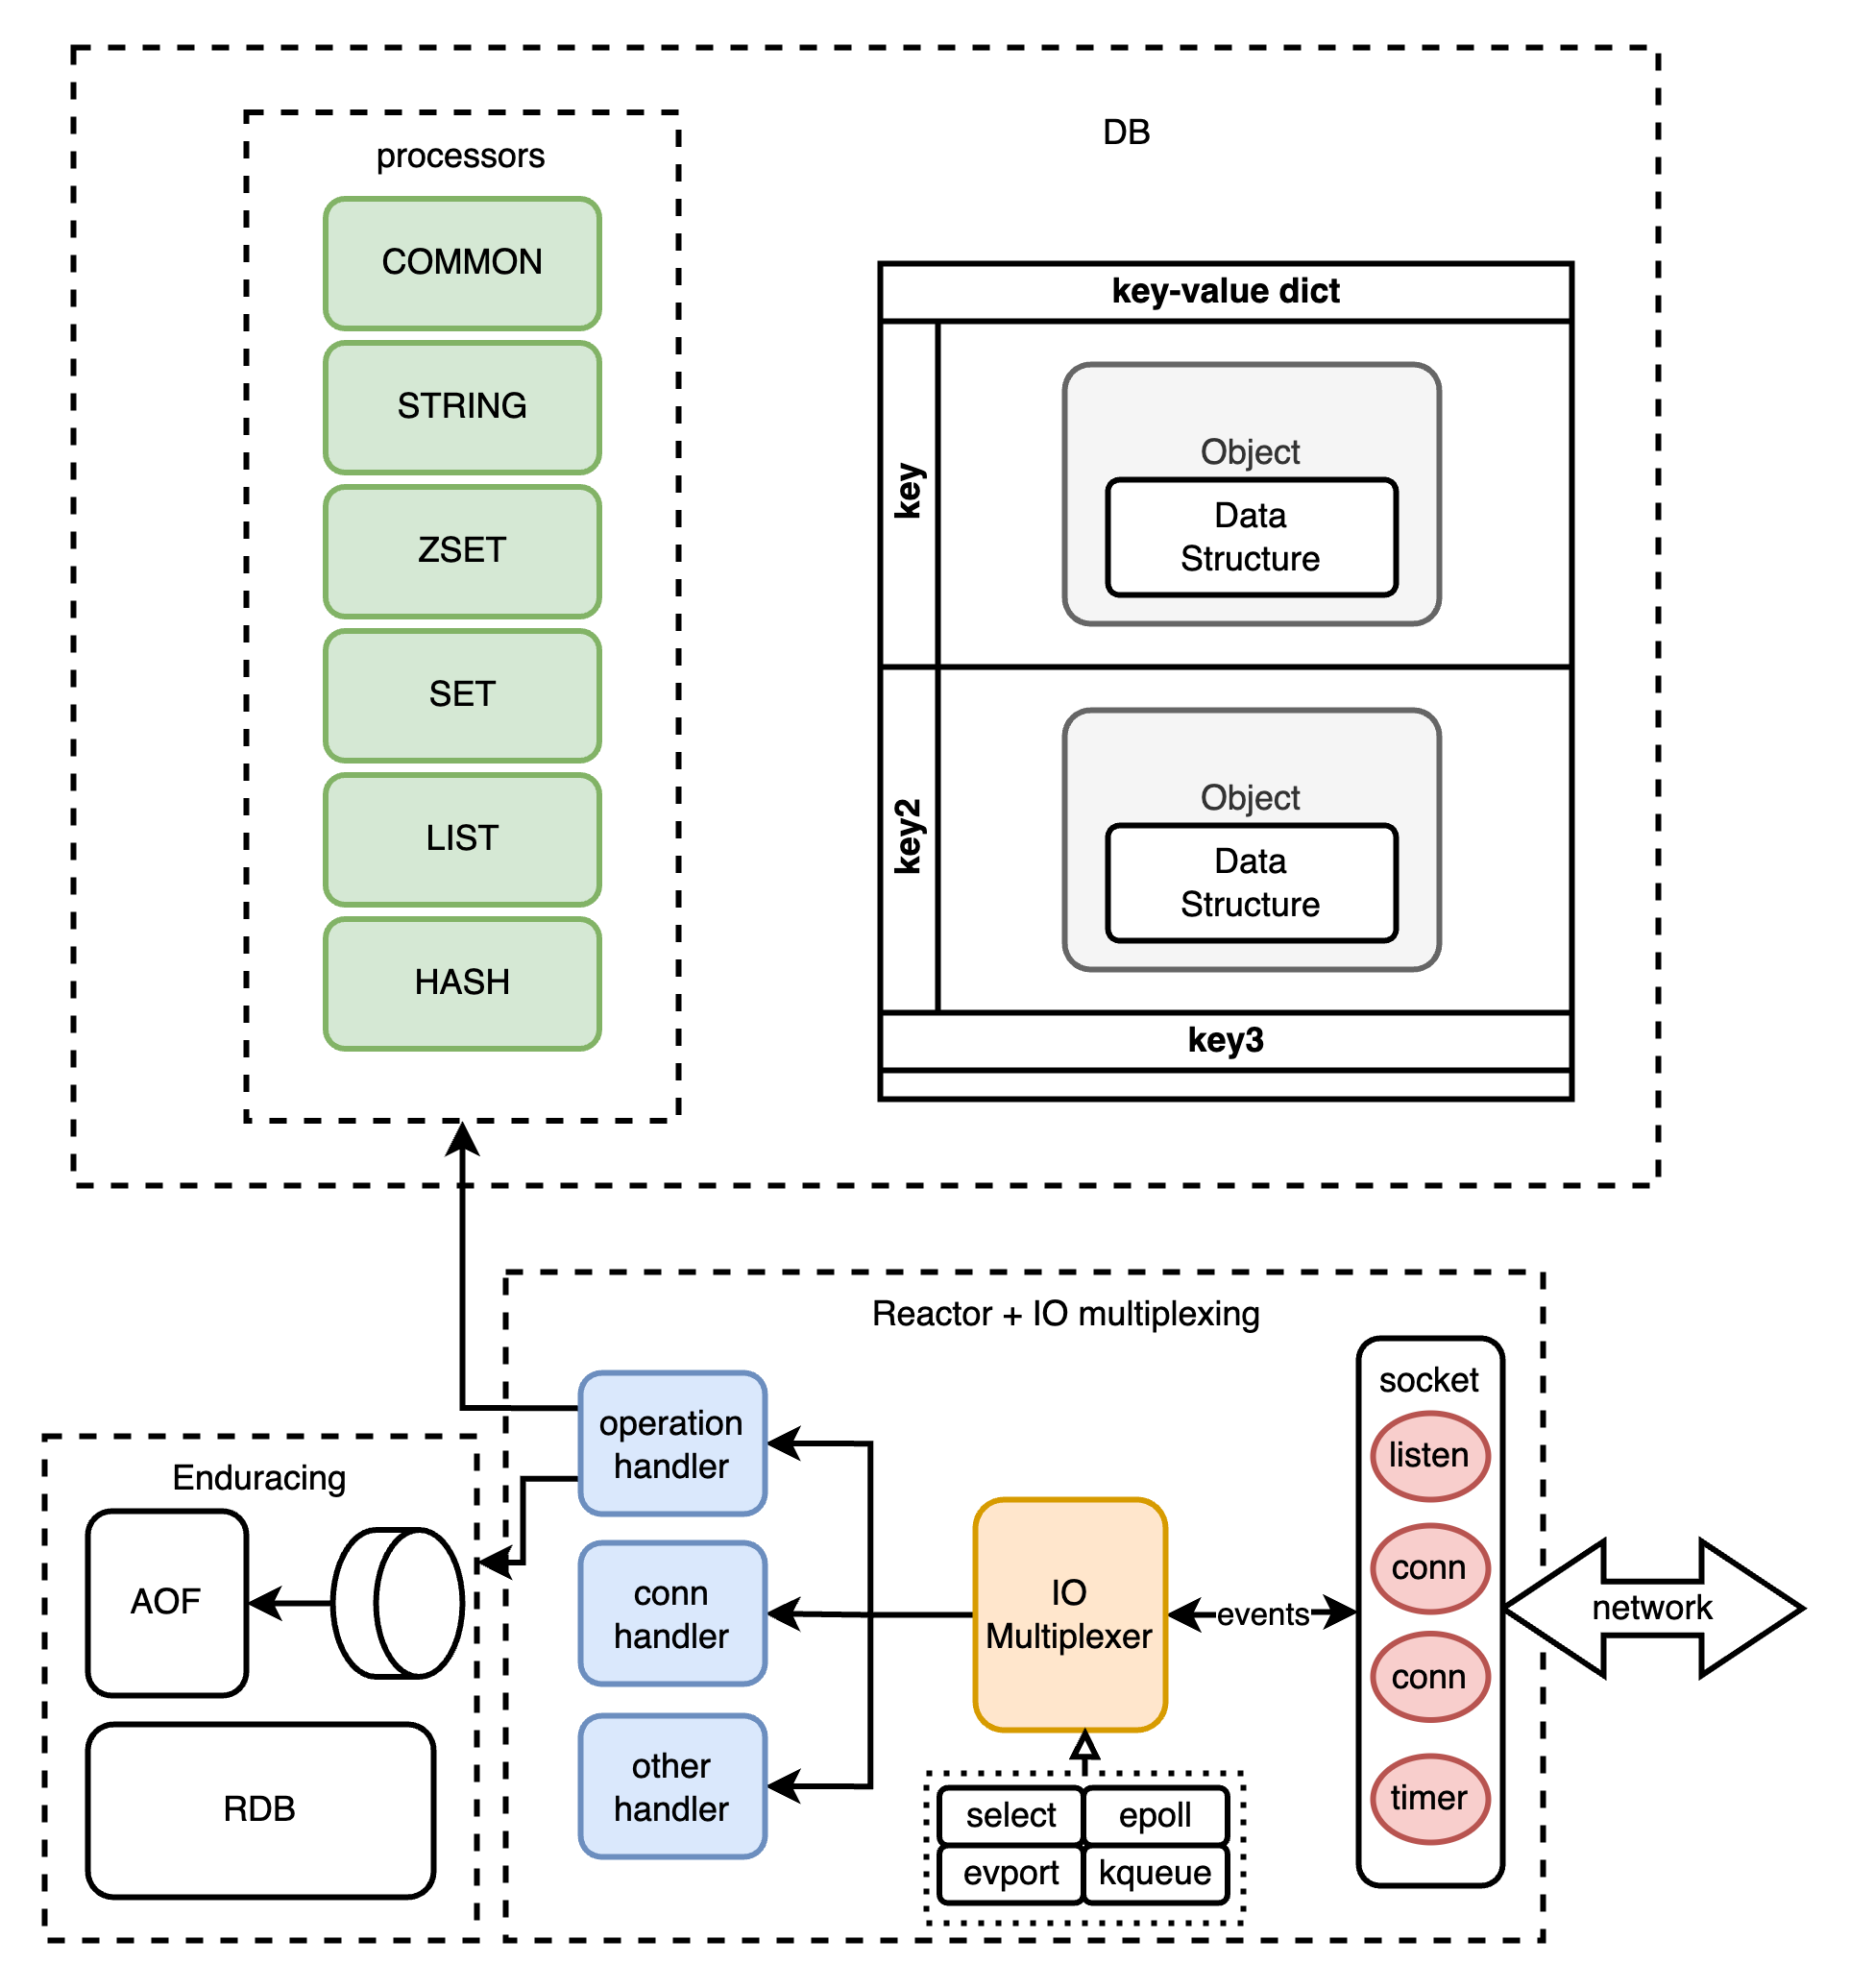 DB
processors
COMMON
STRING
ZSET
SET
LIST
HASH
key-value dict
key
Object
Data
Structure
key2
Object
Data
Structure
key3
Reactor + IO multiplexing
operation
handler
conn
handler
other
handler
IO
Multiplexer
events
socket
listen
conn
conn
timer
network
select
epoll
evport
kqueue
Enduracing
AOF
RDB